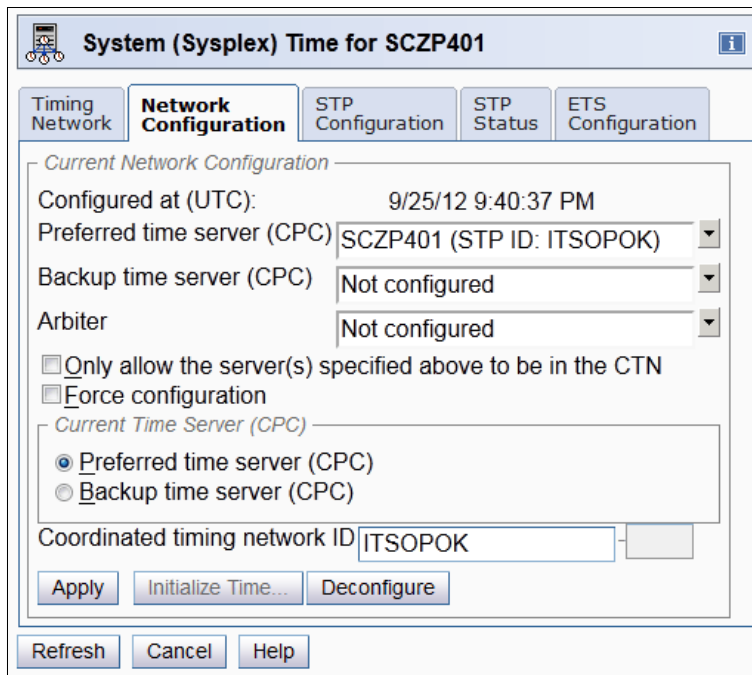 System (Sysplex) Time for SCZP401
i
Timing Network
Network Configuration
STP Configuration
STP Status
ETS Configuration
Current Network Configuration
Configured at (UTC): 9/25/12 9:40:37 PM
Preferred time server (CPC) SCZP401 (STP ID: ITSOPOK)
Backup time server (CPC) Not configured
Arbiter Not configured
Only allow the server(s) specified above to be in the CTN
Force configuration
Current Time Server (CPC)
Preferred time server (CPC)
Backup time server (CPC)
Coordinated timing network ID ITSOPOK -
Apply Initialize Time... Deconfigure
Refresh Cancel Help